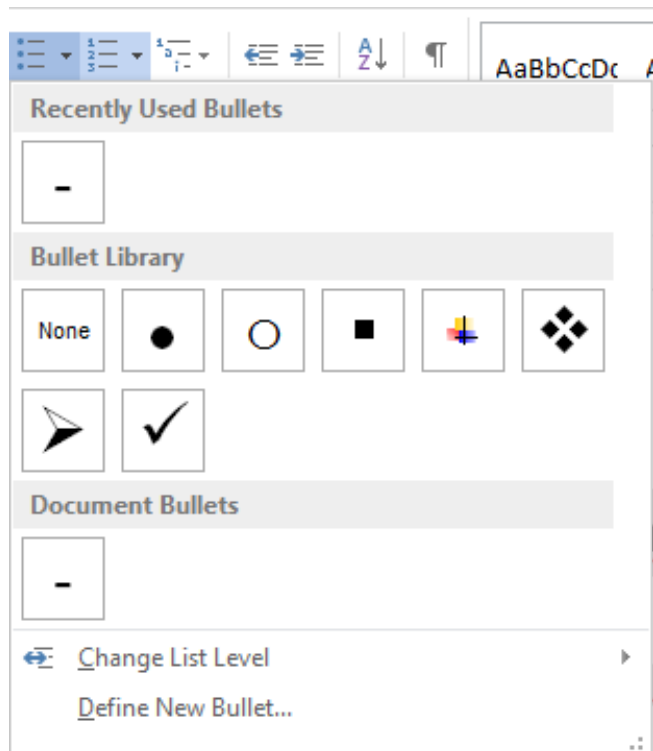 AaBbCcDc
Recently Used Bullets
-
Bullet Library
None
Document Bullets
-
Change List Level
Define New Bullet...